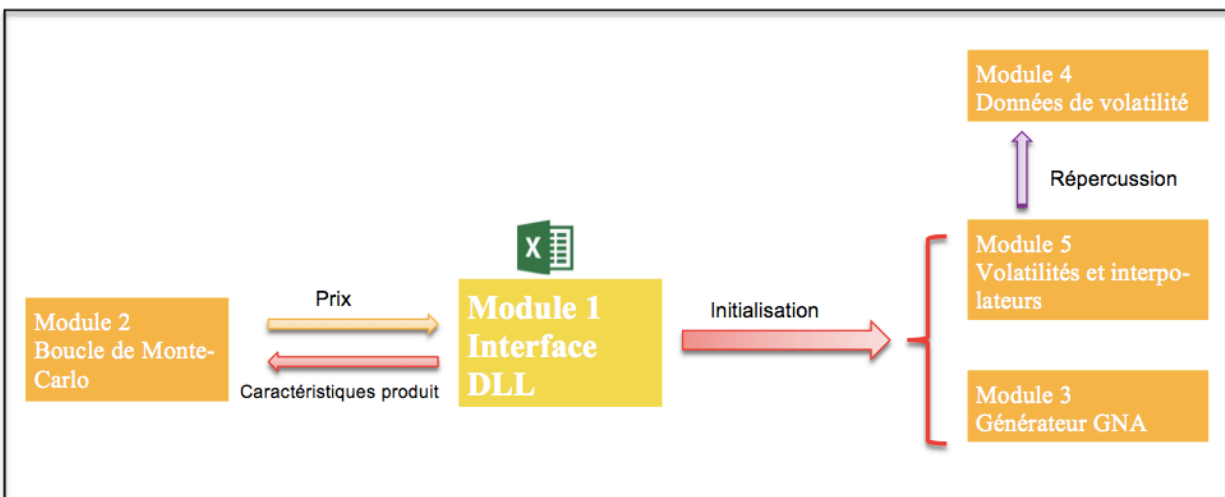 Module 4
Données de volatilité
Répercussion
Module 5
Volatilités et interpo-
lateurs
Module 2
Boucle de Monte-
Carlo
Prix
Caractéristiques produit
X
Module 1
Interface
DLL
Initialisation
Module 3
Générateur GNA